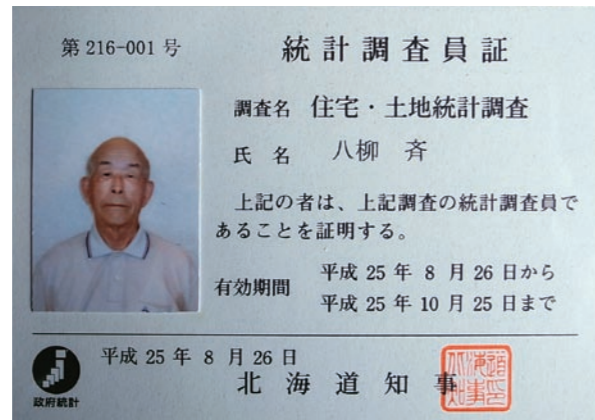 第216-001号
統計調査員証
調査名 住宅・土地統計調査
氏名 八柳 斉
上記の者は、上記調査の統計調査員で
あることを証明する。
有効期間 平成25年8月26日から
平成25年10月25日まで
平成25年8月26日
北海道知事
政府統計